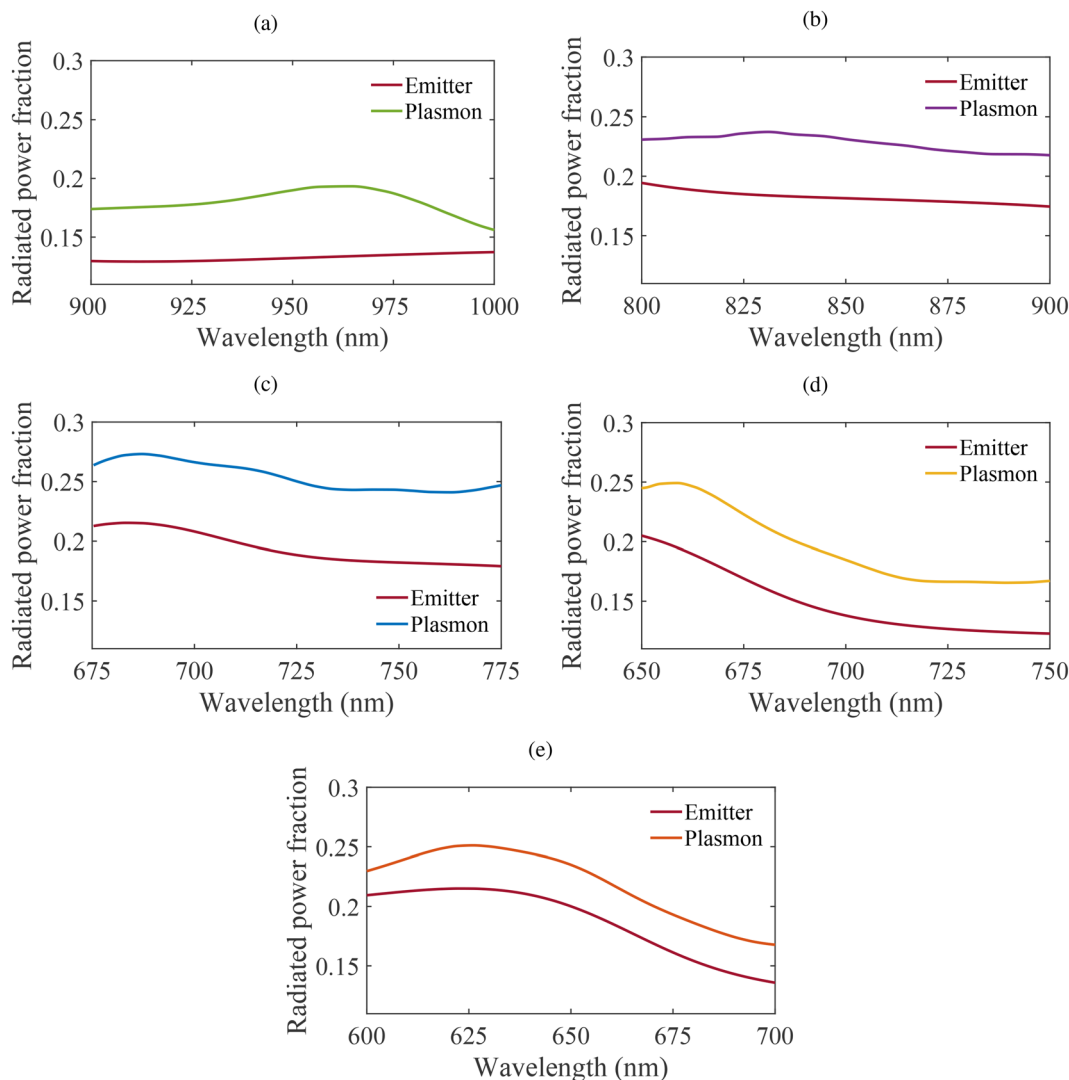 (a)
Radiated power fraction
0.3
0.25
0.2
0.15
Emitter
Plasmon
900 925 950 975 1000
Wavelength (nm)
(b)
Radiated power fraction
0.3
0.25
0.2
0.15
Emitter
Plasmon
800 825 850 875 900
Wavelength (nm)
(c)
Radiated power fraction
0.3
0.25
0.2
0.15
Emitter
Plasmon
675 700 725 750 775
Wavelength (nm)
(d)
Radiated power fraction
0.3
0.25
0.2
0.15
Emitter
Plasmon
650 675 700 725 750
Wavelength (nm)
(e)
Radiated power fraction
0.3
0.25
0.2
0.15
Emitter
Plasmon
600 625 650 675 700
Wavelength (nm)